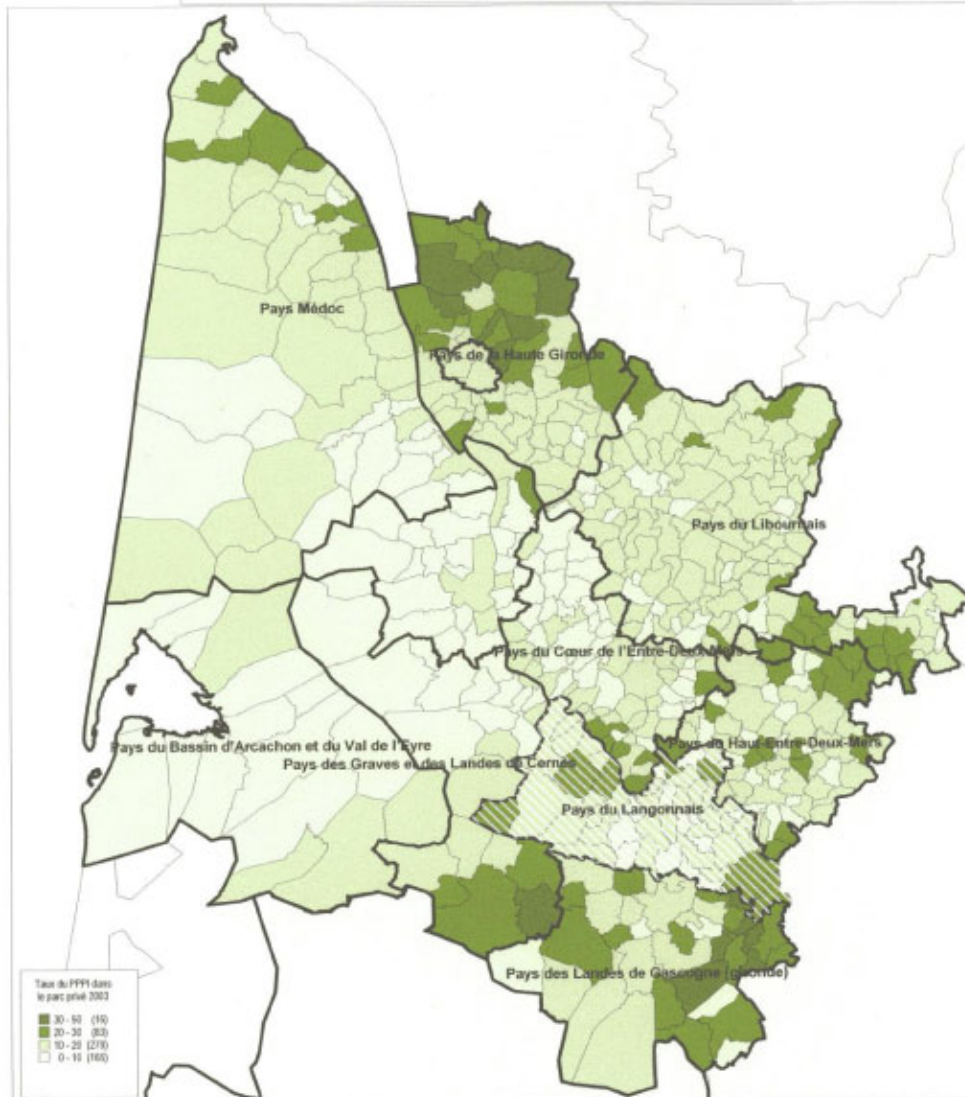 Pays Médoc
Pays de la Haute Gironde
Pays du Libournais
Pays du Cœur de l'Entre-Deux-Mers
Pays du Bassin d'Arcachon et du Val de l'Eyre
Pays du Haut-Entre-Deux-Mers
Pays des Graves et des Landes de Cernès
Pays du Langonnais
Pays des Landes de Gascogne (gironde)
Taux du PPPI dans
le parc privé 2003
30 - 50 (16)
20 - 30 (83)
10 - 20 (278)
0 - 10 (165)